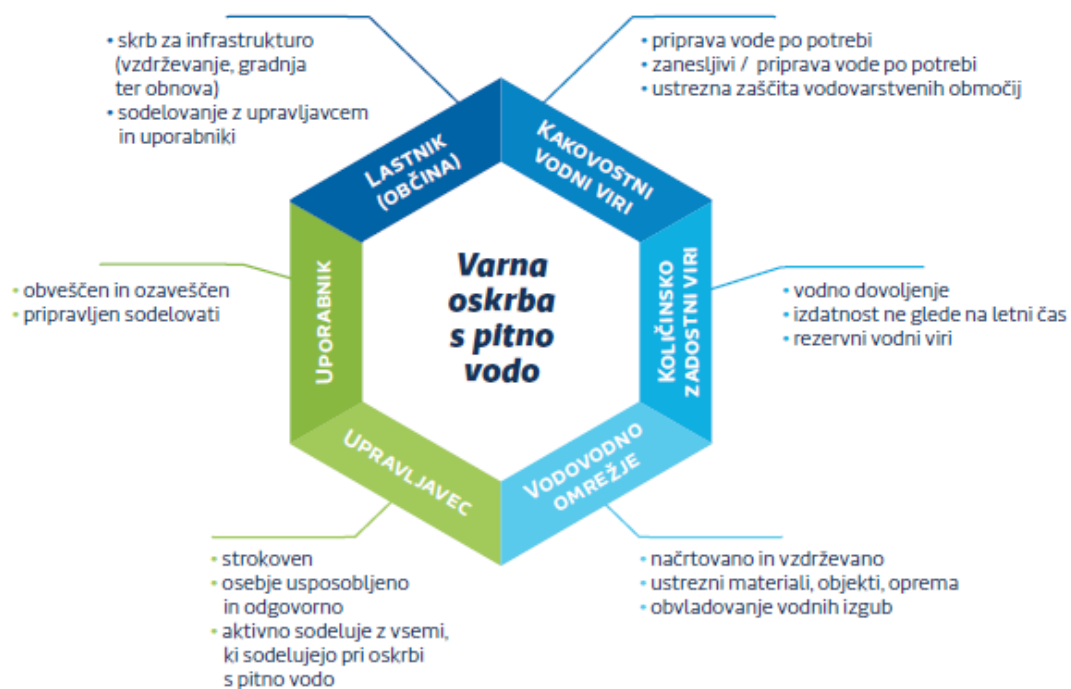 • skrb za infrastrukturo
(vzdrževanje, gradnja
ter obnova)
• sodelovanje z upravljavcem
in uporabniki
• priprava vode po potrebi
• zanesljivi / priprava vode po potrebi
• ustrezna zaščita vodovarstvenih območij
LASTNIK
(OBČINA)
KAKOVOSTNI
VODNI VIRI
UPORABNIK
• obveščen in ozaveščen
• pripravljen sodelovati
Varna
oskrba
s pitno
vodo
KOLIČINSKO
ZADOSTNI VIRI
• vodno dovoljenje
• izdatnost ne glede na letni čas
• rezervni vodni viri
UPRAVLJAVEC
VODOVODNO
OMREŽJE
• strokoven
• osebje usposobljeno
in odgovorno
• aktivno sodeluje z vsemi,
ki sodelujejo pri oskrbi
s pitno vodo
• načrtovano in vzdrževano
• ustrezni materiali, objekti, oprema
• obvladovanje vodnih izgub